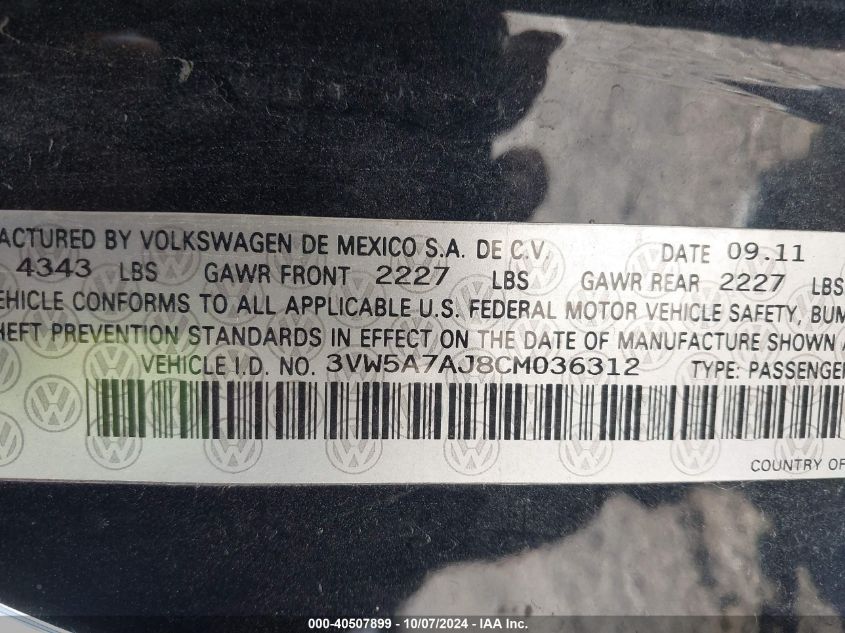 ACTURED BY VOLKSWAGEN DE MEXICO S.A. DE C.V. DATE 09.11
4343 LBS GAWR FRONT 2227 LBS GAWR REAR 2227 LBS
EHICLE CONFORMS TO ALL APPLICABLE U.S. FEDERAL MOTOR VEHICLE SAFETY, BUM
HEFT PREVENTION STANDARDS IN EFFECT ON THE DATE OF MANUFACTURE SHOWN A
VEHICLE I.D. NO. 3VW5A7AJ8CM036312 TYPE: PASSENGER
COUNTRY OF
000-40507899 - 10/07/2024 - IAA Inc.